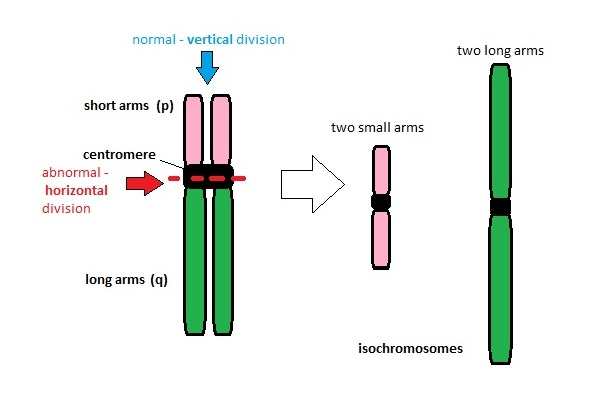 normal - vertical division
two long arms
short arms (p)
two small arms
centromere
abnormal -
horizontal
division
long arms (q)
isochromosomes